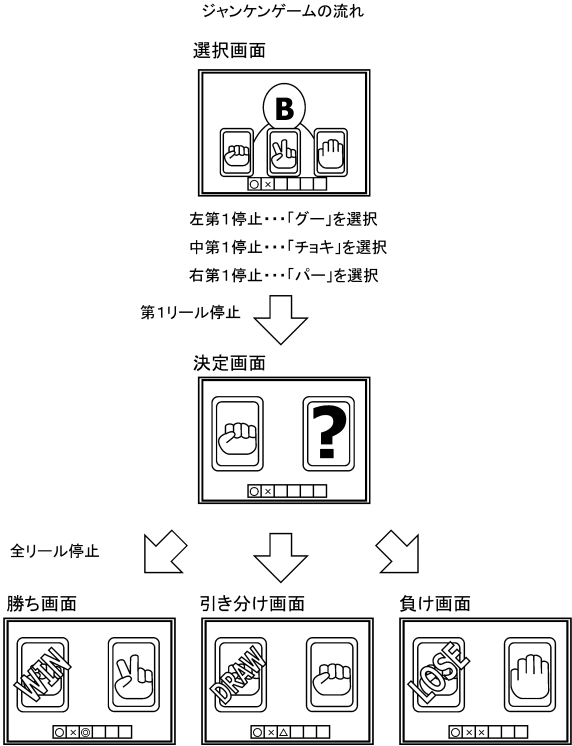 ジャンケンゲームの流れ
選択画面
B
○×
左第１停止･･･｢グー｣を選択
中第１停止･･･｢チョキ｣を選択
右第１停止･･･｢パー｣を選択
第１リール停止
決定画面
?
○×
全リール停止
勝ち画面
引き分け画面
負け画面
WIN
DRAW
LOSE
○×◎
○×△
○××